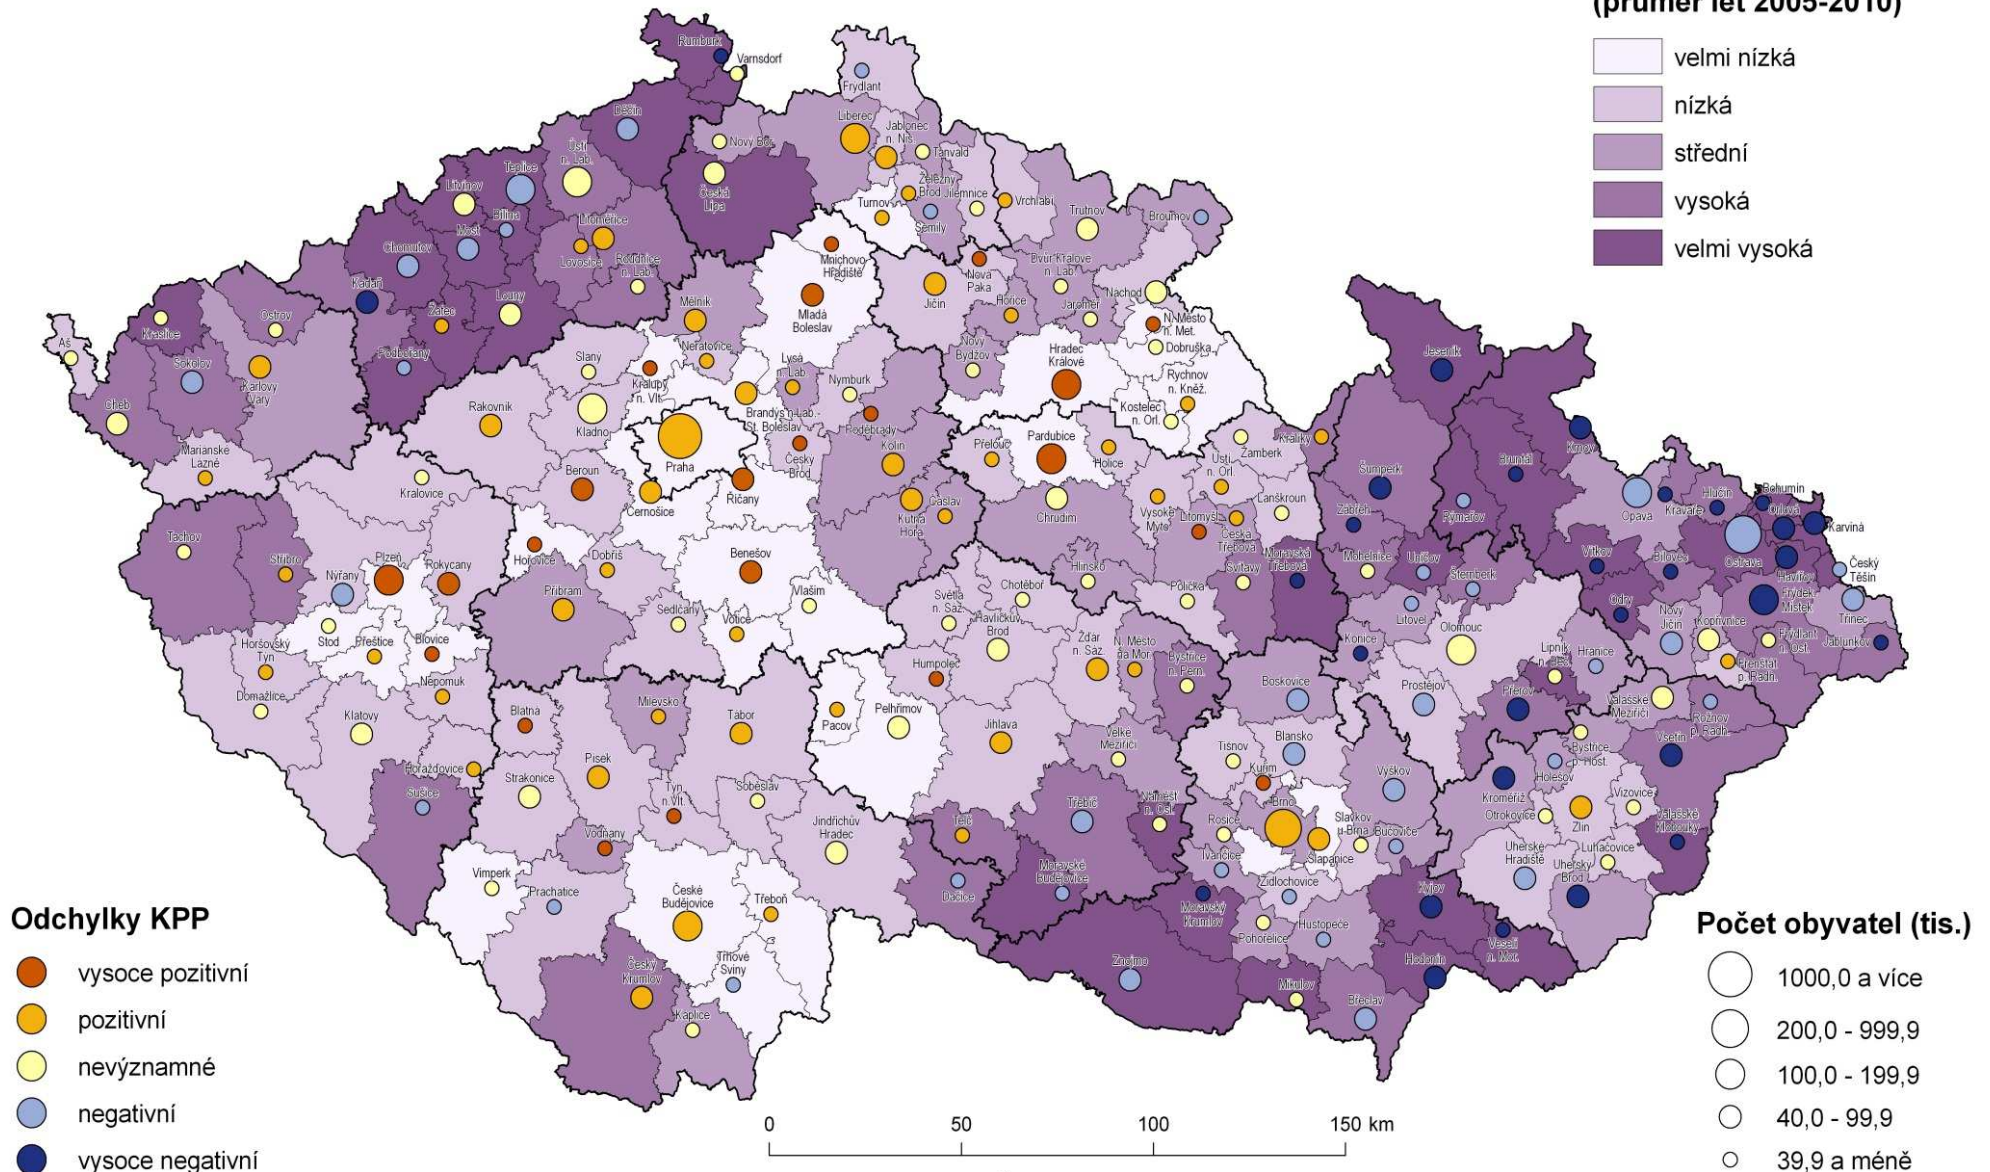 (průměr let 2005-2010)
velmi nízká
nízká
střední
vysoká
velmi vysoká
Rumburk
Varnsdorf
Frýdlant
Děčín
Liberec
Jablonec
n. Nis.
Nový Bor
Tanvald
Ústí
n. Lab.
Teplice
Litvínov
Česká
Lípa
Železný
Brod
Jilemnice
Vrchlabí
Turnov
Semily
Trutnov
Broumov
Bílina
Litoměřice
Most
Chomutov
Lovosice
Roudnice
n. Lab.
Mnichovo
Hradiště
Nová
Paka
Dvůr Králové
n. Lab.
Kadaň
Louny
Žatec
Mělník
Mladá
Boleslav
Jičín
Hořice
Jaroměř
Náchod
Kraslice
Ostrov
N. Město
n. Met.
Dobruška
Aš
Sokolov
Karlovy
Vary
Podbořany
Slaný
Kralupy
n. Vlt.
Neratovice
Lysá
n. Lab.
Nymburk
Nový
Bydžov
Hradec
Králové
Rychnov
n. Kněž.
Jeseník
Cheb
Rakovník
Kladno
Brandýs n.Lab.-
St. Boleslav
Poděbrady
Kostelec
n. Orl.
Mariánské
Lázně
Praha
Český
Brod
Kolín
Přelouč
Pardubice
Holice
Ústí
n. Orl.
Žamberk
Králíky
Šumperk
Bruntál
Krnov
Kralovice
Beroun
Černošice
Říčany
Kutná
Hora
Čáslav
Chrudim
Vysoké
Mýto
Litomyšl
Česká
Třebová
Lanškroun
Zábřeh
Rýmařov
Opava
Kravaře
Hlučín
Bohumín
Orlová
Karviná
Tachov
Stříbro
Nýřany
Plzeň
Rokycany
Hořovice
Dobříš
Benešov
Vlašim
Hlinsko
Svitavy
Moravská
Třebová
Mohelnice
Uničov
Šternberk
Vítkov
Bílovec
Ostrava
Havířov
Český
Těšín
Příbram
Sedlčany
Votice
Světlá
n. Sáz.
Chotěboř
Polička
Litovel
Olomouc
Odry
Nový
Jičín
Kopřivnice
Frýdek
Místek
Frýdlant
n. Ost.
Třinec
Jablunkov
Stod
Přeštice
Blovice
Havlíčkův
Brod
Žďár
n. Sáz.
N. Město
na Mor.
Bystřice
n. Pern.
Konice
Lipník
n. Beč.
Hranice
Frenštát
p. Radh.
Horšovský
Týn
Domažlice
Nepomuk
Klatovy
Blatná
Milevsko
Tábor
Pacov
Pelhřimov
Humpolec
Jihlava
Velké
Meziříčí
Boskovice
Prostějov
Přerov
Valašské
Meziříčí
Rožnov
p. Radh.
Horažďovice
Sušice
Strakonice
Písek
Týn
n.Vlt.
Soběslav
Tišnov
Blansko
Kuřim
Vyškov
Bystřice
p. Host.
Holešov
Vsetín
Vodňany
Jindřichův
Hradec
Telč
Třebíč
Náměšť
n. Osl.
Rosice
Brno
Slavkov
u Brna
Bučovice
Kroměříž
Otrokovice
Zlín
Vizovice
Valašské
Klobouky
Vimperk
Prachatice
České
Budějovice
Třeboň
Dačice
Moravské
Budějovice
Ivančice
Šlapanice
Židlochovice
Uherské
Hradiště
Uherský
Brod
Luhačovice
Moravský
Krumlov
Pohořelice
Hustopeče
Kyjov
Veselí
n. Mor.
Český
Krumlov
Trhové
Sviny
Kaplice
Znojmo
Mikulov
Břeclav
Hodonín
Odchylky KPP
vysoce pozitivní
pozitivní
nevýznamné
negativní
vysoce negativní
0 50 100 150 km
Počet obyvatel (tis.)
1000,0 a více
200,0 - 999,9
100,0 - 199,9
40,0 - 99,9
39,9 a méně